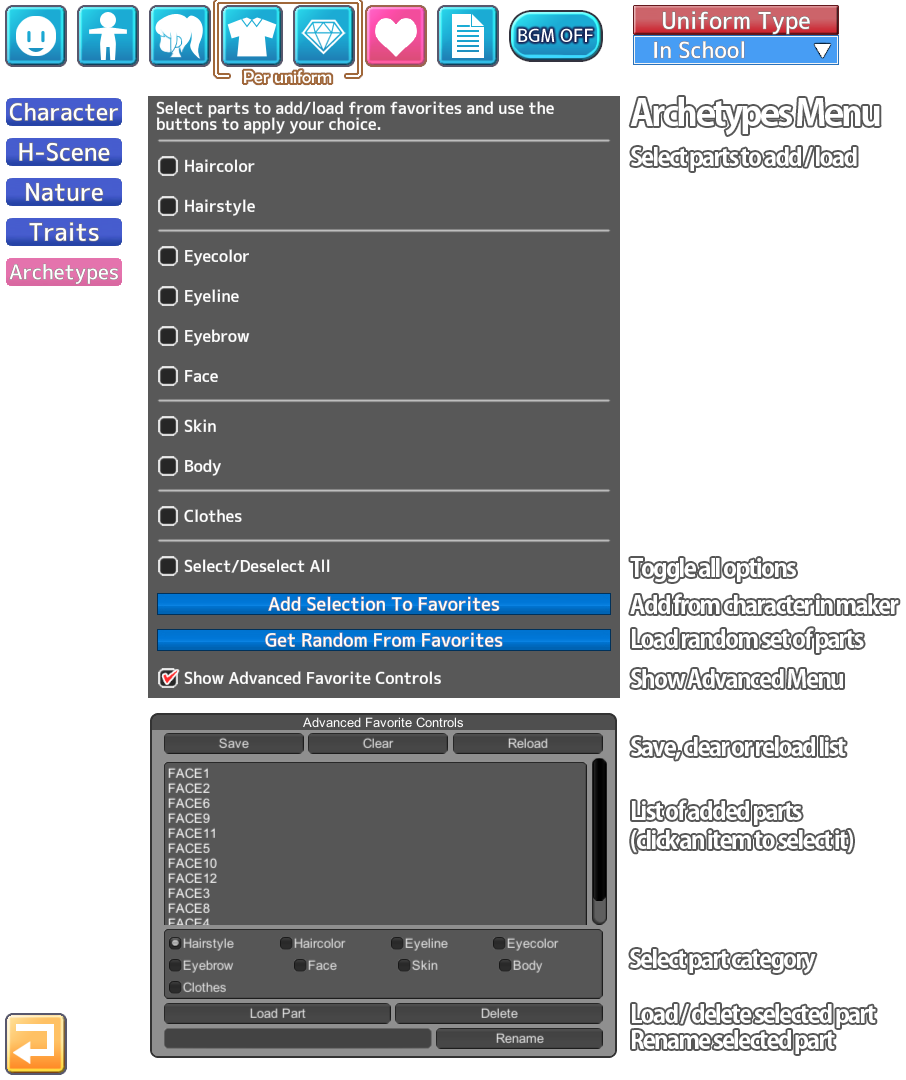 BGM OFF
Per uniform
Uniform Type
In School
Character
H-Scene
Nature
Traits
Archetypes
Select parts to add/load from favorites and use the
buttons to apply your choice.
Haircolor
Hairstyle
Eyecolor
Eyeline
Eyebrow
Face
Skin
Body
Clothes
Select/Deselect All
Add Selection To Favorites
Get Random From Favorites
Show Advanced Favorite Controls
Archetypes Menu
Select parts to add / load
Toggle all options
Add from character in maker
Load random set of parts
Show Advanced Menu
Advanced Favorite Controls
Save
Clear
Reload
FACE1
FACE2
FACE6
FACE9
FACE11
FACE5
FACE10
FACE12
FACE3
FACE8
FACE4
Hairstyle
Haircolor
Eyeline
Eyecolor
Eyebrow
Face
Skin
Body
Clothes
Load Part
Delete
Rename
Save, clear or reload list
List of added parts
(click an item to select it)
Select part category
Load / delete selected part
Rename selected part